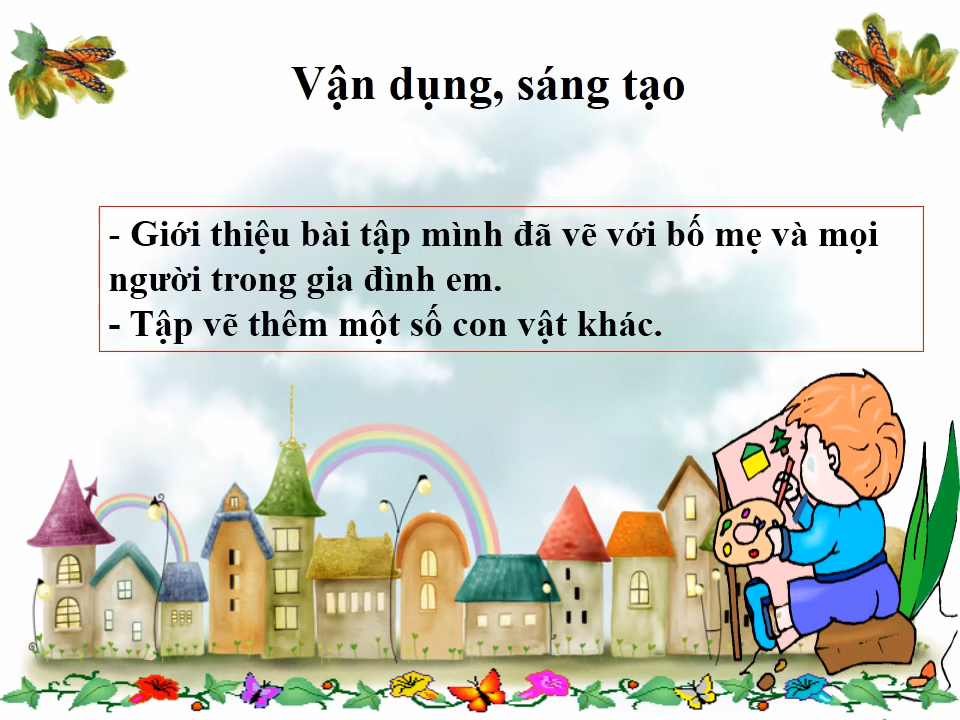 Vận dụng, sáng tạo
- Giới thiệu bài tập mình đã vẽ với bố mẹ và mọi
người trong gia đình em.
- Tập vẽ thêm một số con vật khác.